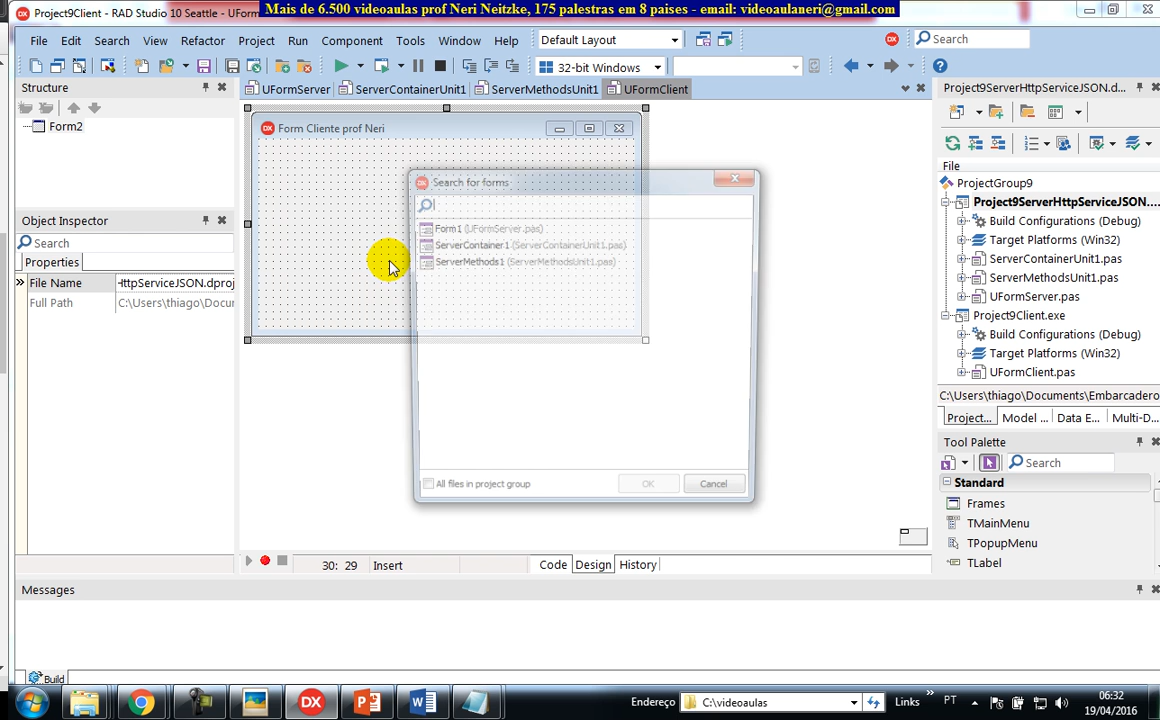 Mais de 6.500 videoaulas prof Neri Neitzke, 175 palestras em 8 paises - email: videoaulaneri@gmail.com
Project9Client - RAD Studio 10 Seattle - UFor
File Edit Search View Refactor Project Run Component Tools Window Help Default Layout Search
32-bit Windows
Structure
UFormServer ServerContainerUnit1 ServerMethodsUnit1 UFormClient
Project9ServerHttpServiceJSON.d...
Form2
Form Cliente prof Neri
File
ProjectGroup9
Project9ServerHttpServiceJSON....
Build Configurations (Debug)
Target Platforms (Win32)
ServerContainerUnit1.pas
ServerMethodsUnit1.pas
UFormServer.pas
Project9Client.exe
Build Configurations (Debug)
Target Platforms (Win32)
UFormClient.pas
Search for forms
Form1 (UFormServer.pas)
ServerContainer1 (ServerContainerUnit1.pas)
ServerMethods1 (ServerMethodsUnit1.pas)
All files in project group OK Cancel
Object Inspector
Search
Properties
File Name HttpServiceJSON.dproj
Full Path C:\Users\thiago\Docur
C:\Users\thiago\Documents\Embarcadero
Project... Model ... Data E... Multi-D...
Tool Palette
Search
Standard
Frames
TMainMenu
TPopupMenu
TLabel
30: 29 Insert Code Design History
Messages
Build
Endereço C:\videoaulas Links » PT 06:32
19/04/2016